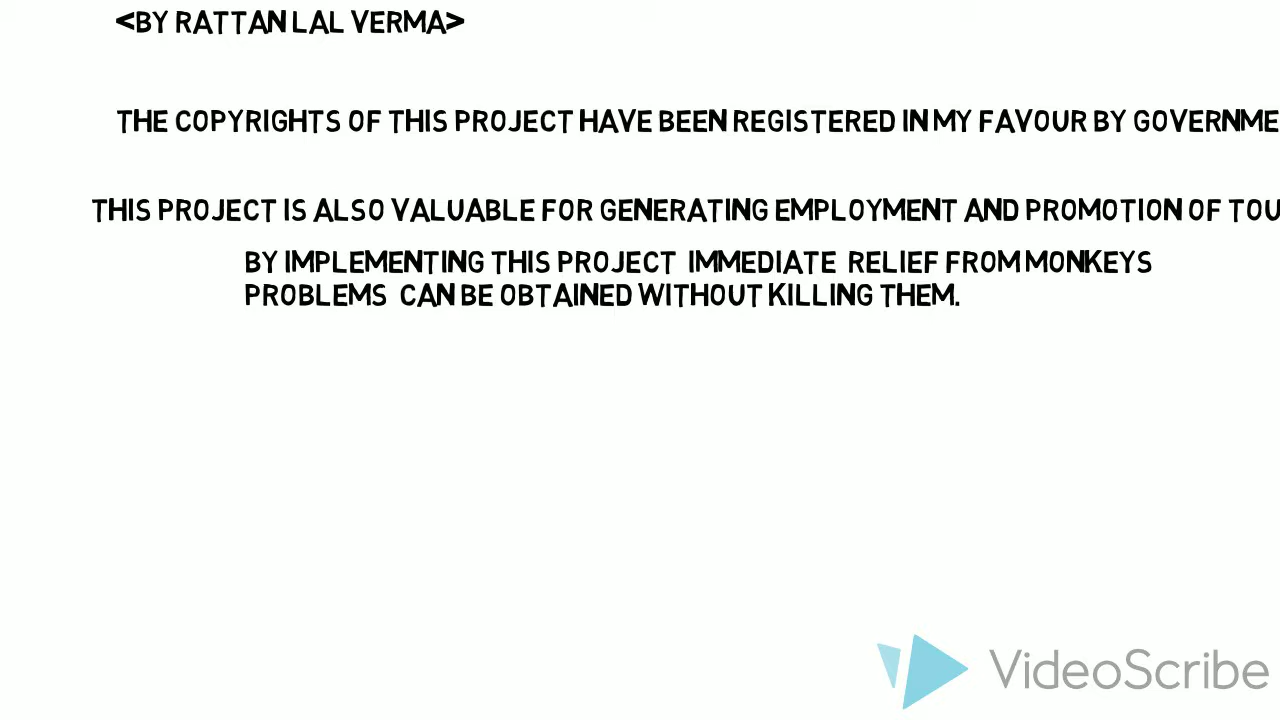 <BY RATTAN LAL VERMA>
THE COPYRIGHTS OF THIS PROJECT HAVE BEEN REGISTERED IN MY FAVOUR BY GOVERNME
THIS PROJECT IS ALSO VALUABLE FOR GENERATING EMPLOYMENT AND PROMOTION OF TOU
BY IMPLEMENTING THIS PROJECT IMMEDIATE RELIEF FROM MONKEYS
PROBLEMS CAN BE OBTAINED WITHOUT KILLING THEM.
VideoScribe